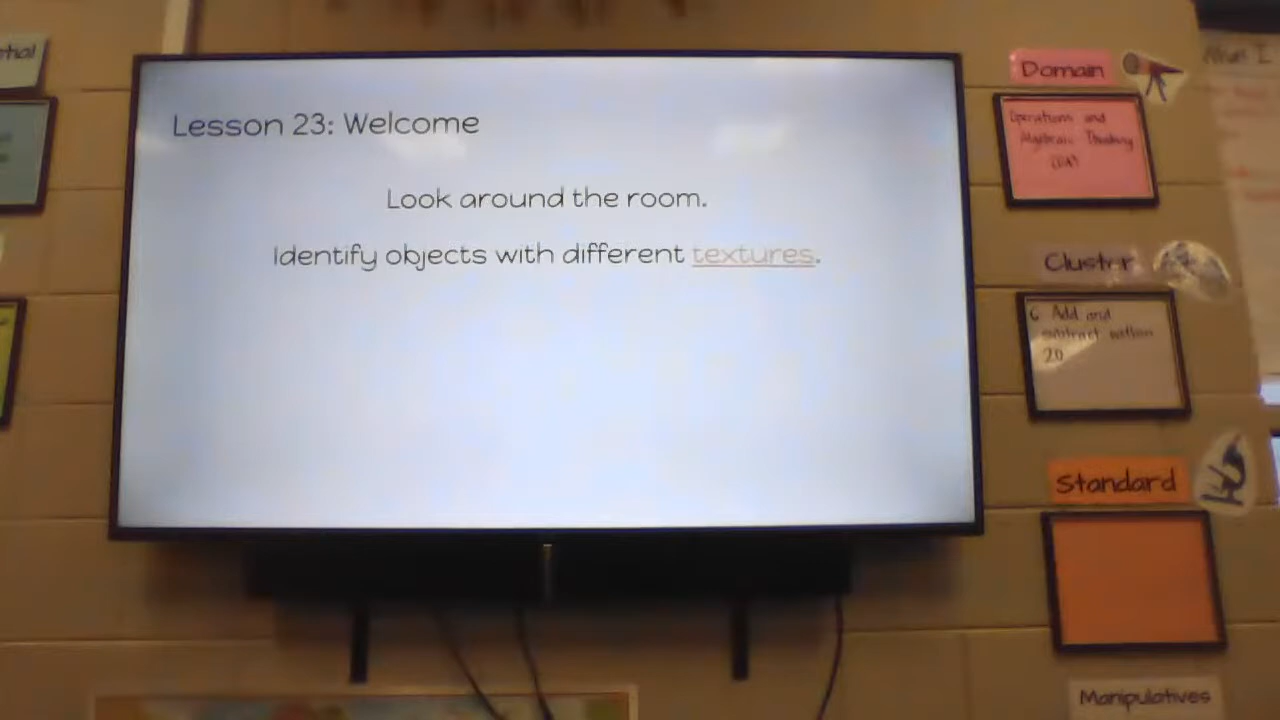 Lesson 23: Welcome
Look around the room.
Identify objects with different textures.
Domain
Operations and
Algebraic Thinking
(OA)
Cluster
C Add and
subtract within
20
Standard
Manipulatives